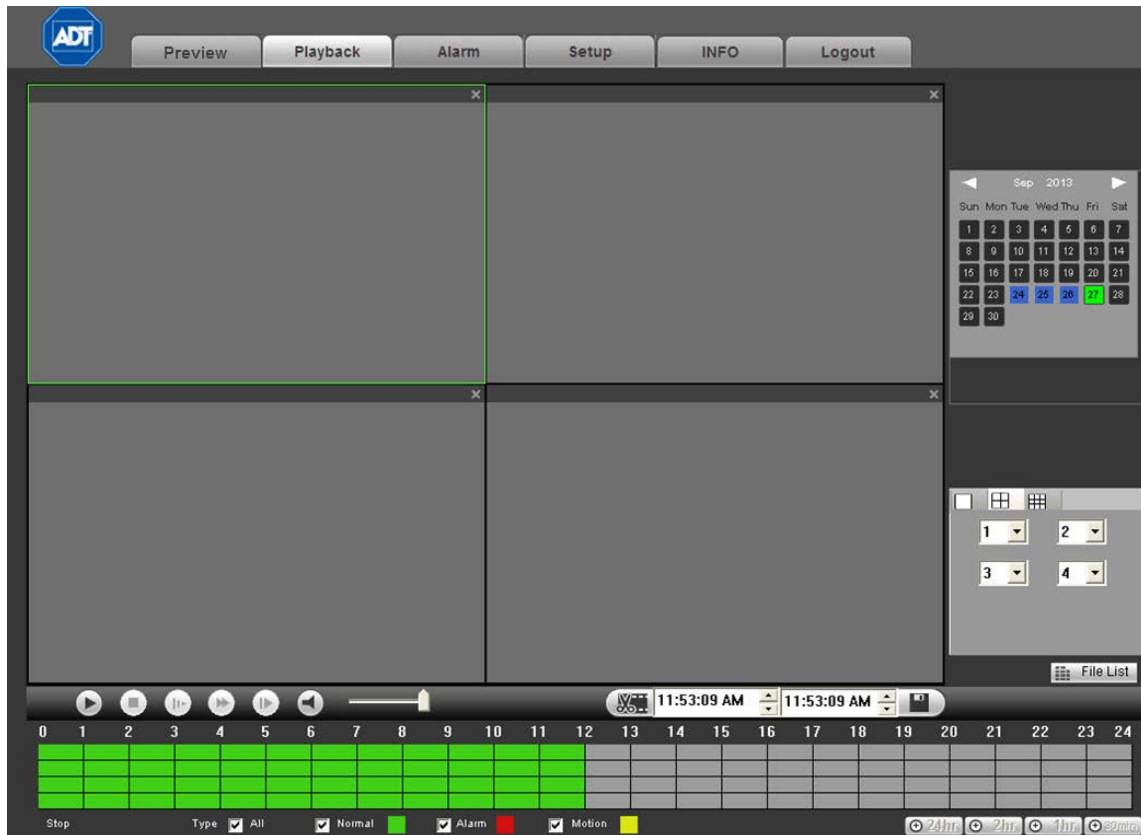 ADT
Preview Playback Alarm Setup INFO Logout
Sep 2013
Sun Mon Tue Wed Thu Fri Sat
1 2 3 4 5 6 7
8 9 10 11 12 13 14
15 16 17 18 19 20 21
22 23 24 25 26 27 28
29 30
1 2
3 4
File List
11:53:09 AM 11:53:09 AM
0 1 2 3 4 5 6 7 8 9 10 11 12 13 14 15 16 17 18 19 20 21 22 23 24
Stop Type All Normal Alarm Motion 24hr 2hr 1hr 30min